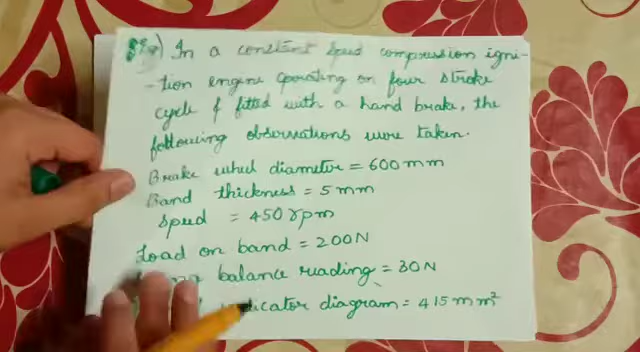 In a constant speed compression igni-
-tion engine operating on four stroke
cycle & fitted with a band brake, the
following observations were taken.
Brake wheel diameter = 600 mm
Band thickness = 5 mm
Speed = 450 rpm
Load on band = 200N
balance reading = 30N
indicator diagram = 415 mm²